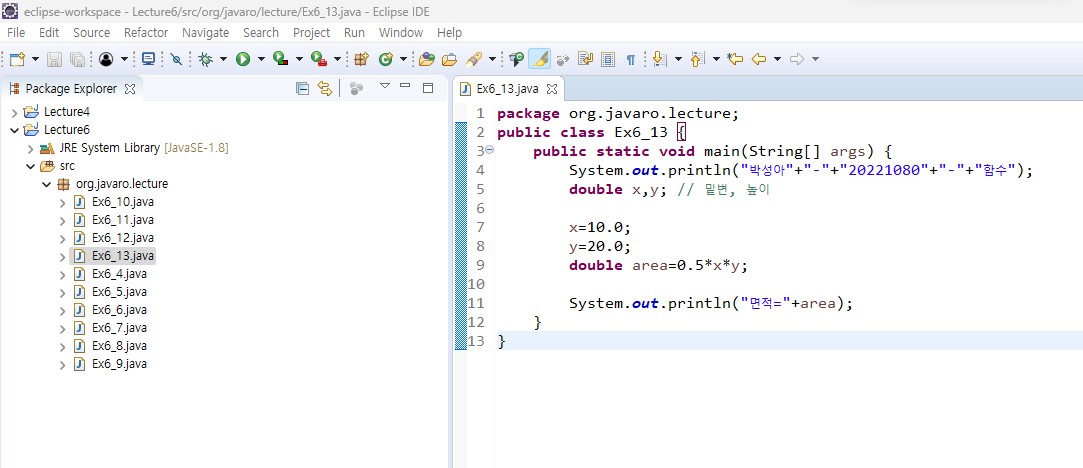 eclipse-workspace - Lecture6/src/org/javaro/lecture/Ex6_13.java - Eclipse IDE
File Edit Source Refactor Navigate Search Project Run Window Help
Package Explorer
Lecture4
Lecture6
JRE System Library [JavaSE-1.8]
src
org.javaro.lecture
Ex6_10.java
Ex6_11.java
Ex6_12.java
Ex6_13.java
Ex6_4.java
Ex6_5.java
Ex6_6.java
Ex6_7.java
Ex6_8.java
Ex6_9.java
Ex6_13.java
1 package org.javaro.lecture;
2 public class Ex6_13 {
3 public static void main(String[] args) {
4 System.out.println("박성아"+"-"+"20221080"+"-"+"함수");
5 double x,y; // 밑변, 높이
6
7 x=10.0;
8 y=20.0;
9 double area=0.5*x*y;
10
11 System.out.println("면적="+area);
12 }
13 }